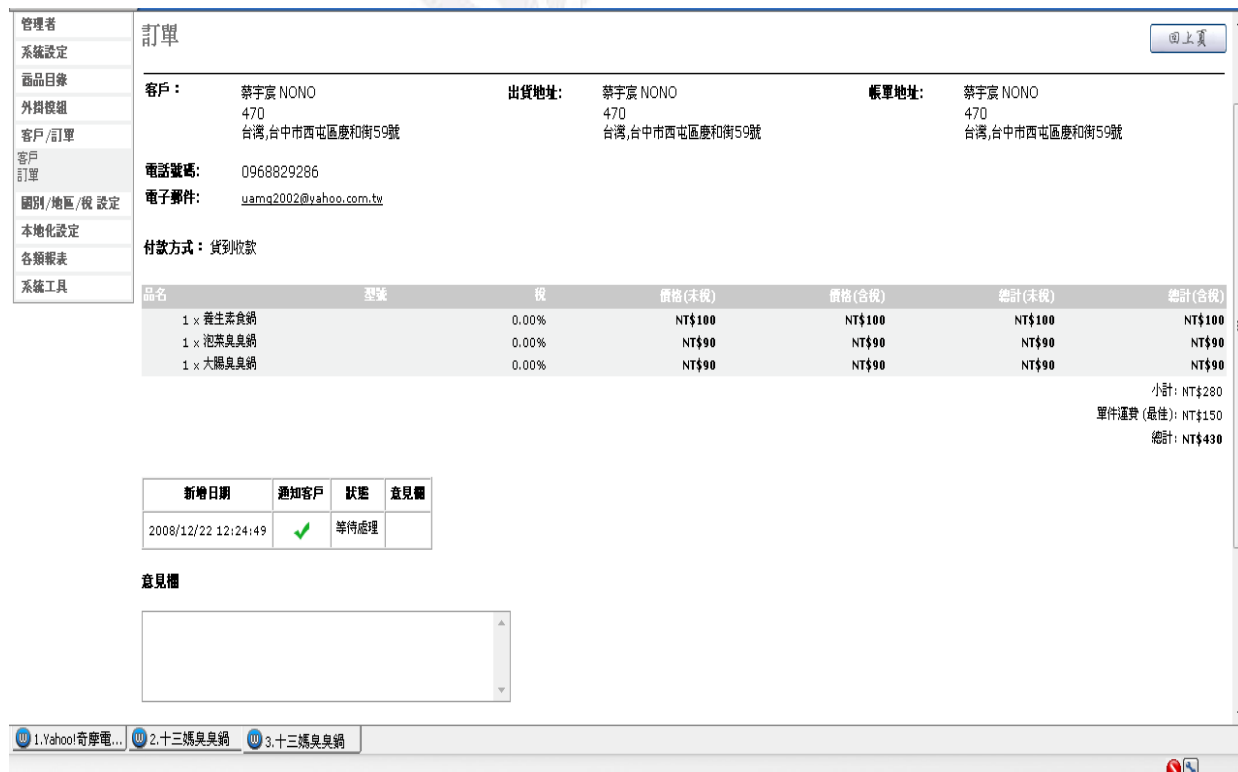 管理者
系統設定
商品目錄
外掛模組
客戶/訂單
客戶
訂單
國別/地區/稅 設定
本地化設定
各類報表
系統工具
訂單
回上頁
客戶：
蔡宇宸 NONO
470
台灣,台中市西屯區慶和街59號
出貨地址:
蔡宇宸 NONO
470
台灣,台中市西屯區慶和街59號
帳單地址:
蔡宇宸 NONO
470
台灣,台中市西屯區慶和街59號
電話號碼: 0968829286
電子郵件: uamq2002@yahoo.com.tw
付款方式：貨到收款
品名 型號 稅 價格(未稅) 價格(含稅) 總計(未稅) 總計(含稅)
1 x 養生素食鍋 0.00% NT$100 NT$100 NT$100 NT$100
1 x 泡菜臭臭鍋 0.00% NT$90 NT$90 NT$90 NT$90
1 x 大腸臭臭鍋 0.00% NT$90 NT$90 NT$90 NT$90
小計: NT$280
單件運費 (最佳): NT$150
總計: NT$430
新增日期 通知客戶 狀態 意見欄
2008/12/22 12:24:49 等待處理
意見欄
1.Yahoo!奇摩電... 2.十三媽臭臭鍋 3.十三媽臭臭鍋